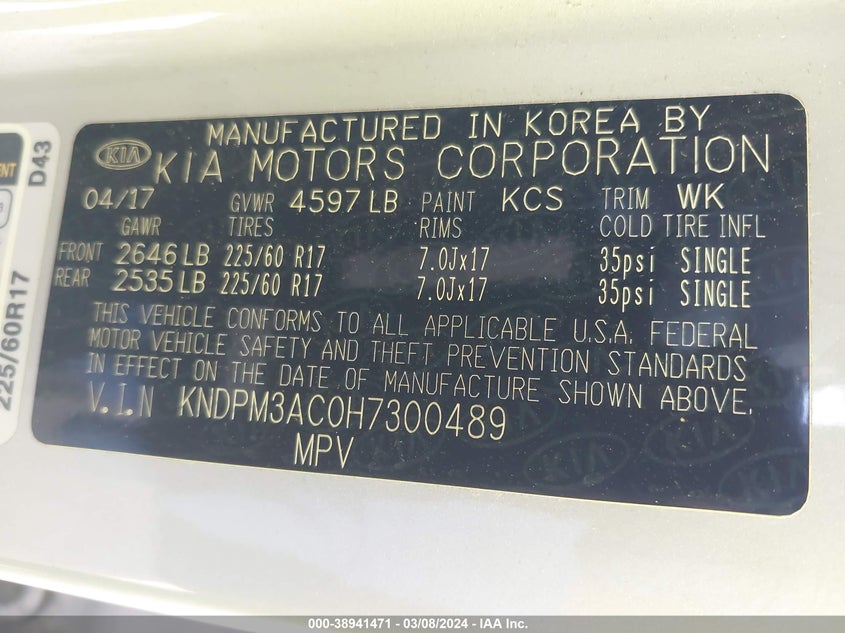 MANUFACTURED IN KOREA BY
KIA KIA MOTORS CORPORATION
04/17 GVWR 4597 LB PAINT KCS TRIM WK
GAWR TIRES RIMS COLD TIRE INFL
FRONT 2646 LB 225/60 R17 7.0Jx17 35psi SINGLE
REAR 2535 LB 225/60 R17 7.0Jx17 35psi SINGLE
THIS VEHICLE CONFORMS TO ALL APPLICABLE U.S.A. FEDERAL
MOTOR VEHICLE SAFETY AND THEFT PREVENTION STANDARDS
IN EFFECT ON THE DATE OF MANUFACTURE SHOWN ABOVE.
V.I.N KNDPM3AC0H7300489
MPV
D43
225/60R17
000-38941471 - 03/08/2024 - IAA Inc.